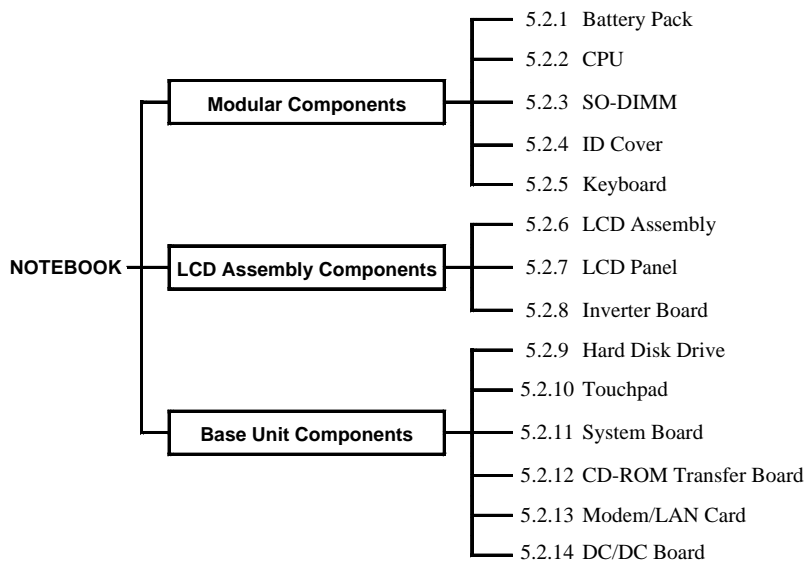 NOTEBOOK
Modular Components
5.2.1 Battery Pack
5.2.2 CPU
5.2.3 SO-DIMM
5.2.4 ID Cover
5.2.5 Keyboard
LCD Assembly Components
5.2.6 LCD Assembly
5.2.7 LCD Panel
5.2.8 Inverter Board
Base Unit Components
5.2.9 Hard Disk Drive
5.2.10 Touchpad
5.2.11 System Board
5.2.12 CD-ROM Transfer Board
5.2.13 Modem/LAN Card
5.2.14 DC/DC Board